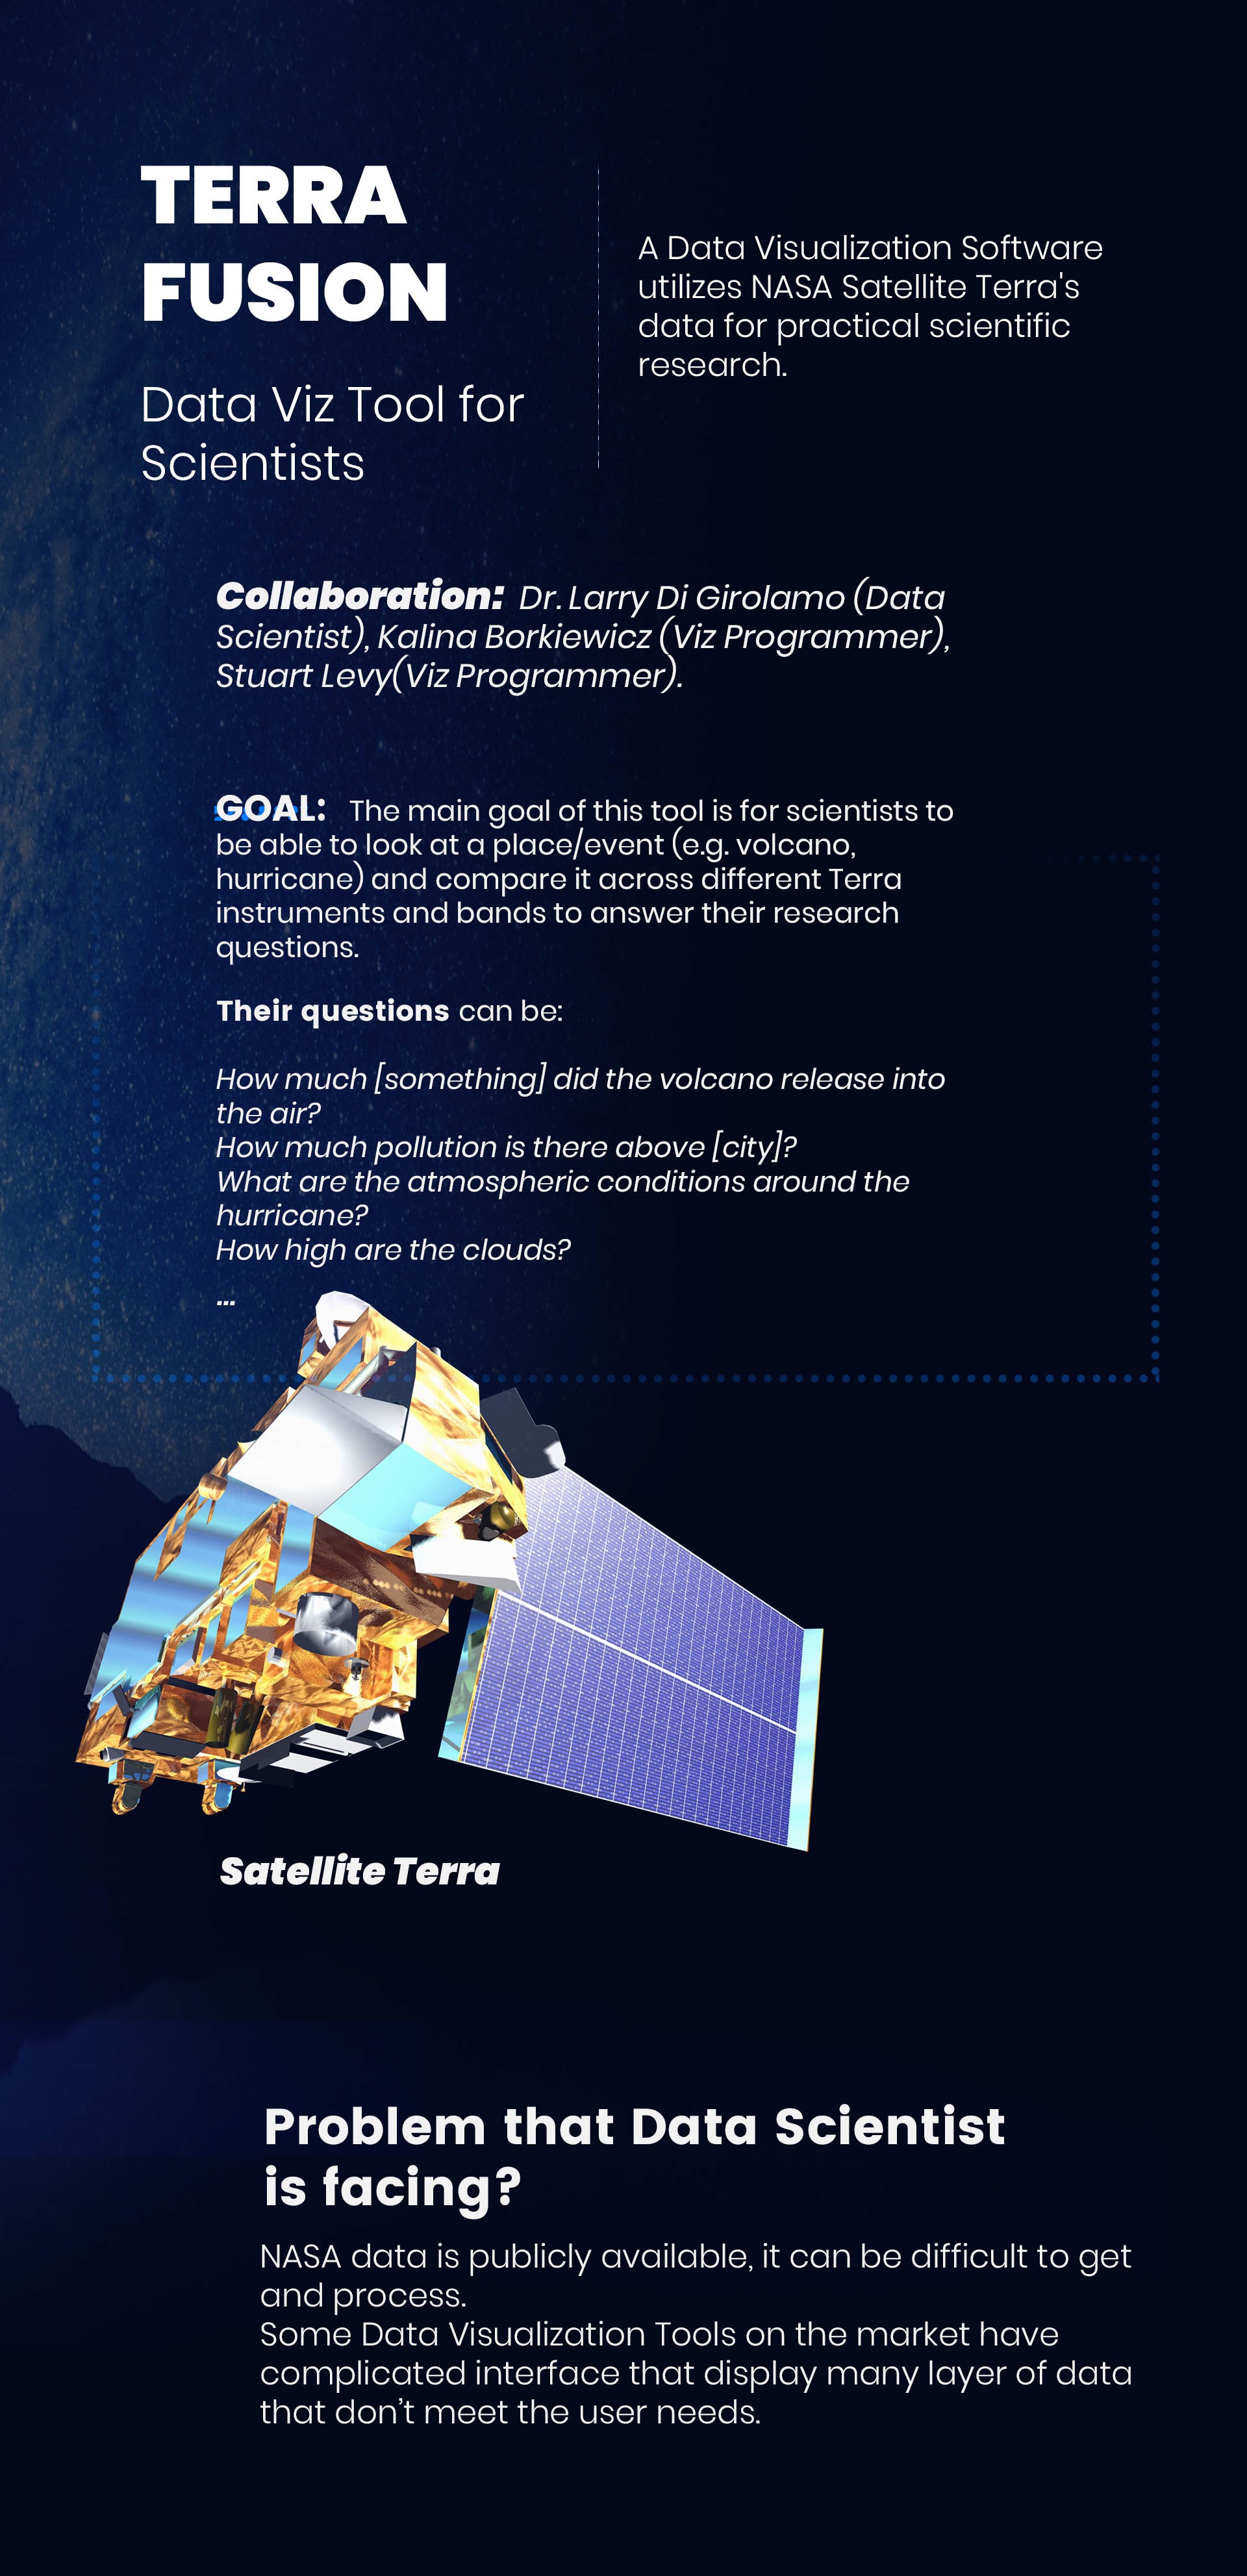 TERRA
FUSION
Data Viz Tool for
Scientists
A Data Visualization Software
utilizes NASA Satellite Terra's
data for practical scientific
research.
Collaboration: Dr. Larry Di Girolamo (Data
Scientist), Kalina Borkiewicz (Viz Programmer),
Stuart Levy(Viz Programmer).
GOAL: The main goal of this tool is for scientists to
be able to look at a place/event (e.g. volcano,
hurricane) and compare it across different Terra
instruments and bands to answer their research
questions.
Their questions can be:
How much [something] did the volcano release into
the air?
How much pollution is there above [city]?
What are the atmospheric conditions around the
hurricane?
How high are the clouds?
...
Satellite Terra
Problem that Data Scientist
is facing?
NASA data is publicly available, it can be difficult to get
and process.
Some Data Visualization Tools on the market have
complicated interface that display many layer of data
that don’t meet the user needs.